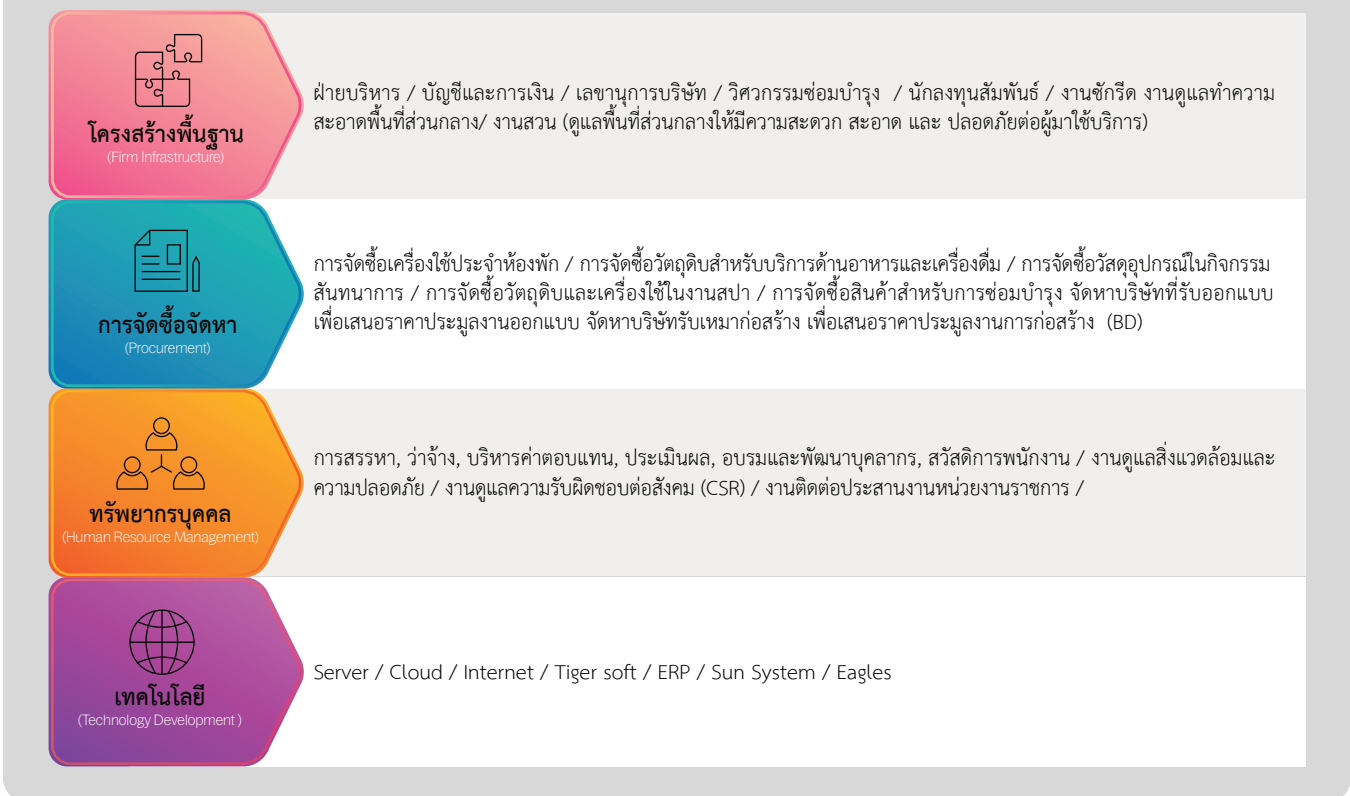 โครงสร้างพื้นฐาน
(Firm Infrastructure)
ฝ่ายบริหาร / บัญชีและการเงิน / เลขานุการบริษัท / วิศวกรรมซ่อมบำรุง / นักลงทุนสัมพันธ์ / งานซักรีด งานดูแลทำความ
สะอาดพื้นที่ส่วนกลาง/ งานสวน (ดูแลพื้นที่ส่วนกลางให้มีความสะดวก สะอาด และ ปลอดภัยต่อผู้มาใช้บริการ)
การจัดซื้อจัดหา
(Procurement)
การจัดซื้อเครื่องใช้ประจำห้องพัก / การจัดซื้อวัตถุดิบสำหรับบริการด้านอาหารและเครื่องดื่ม / การจัดซื้อวัสดุอุปกรณ์ในกิจกรรม
สันทนาการ / การจัดซื้อวัตถุดิบและเครื่องใช้ในงานสปา / การจัดซื้อสินค้าสำหรับการซ่อมบำรุง จัดหาบริษัทที่รับออกแบบ
เพื่อเสนอราคาประมูลงานออกแบบ จัดหาบริษัทรับเหมาก่อสร้าง เพื่อเสนอราคาประมูลงานการก่อสร้าง (BD)
ทรัพยากรบุคคล
(Human Resource Management)
การสรรหา, ว่าจ้าง, บริหารค่าตอบแทน, ประเมินผล, อบรมและพัฒนาบุคลากร, สวัสดิการพนักงาน / งานดูแลสิ่งแวดล้อมและ
ความปลอดภัย / งานดูแลความรับผิดชอบต่อสังคม (CSR) / งานติดต่อประสานงานหน่วยงานราชการ /
เทคโนโลยี
(Technology Development )
Server / Cloud / Internet / Tiger soft / ERP / Sun System / Eagles